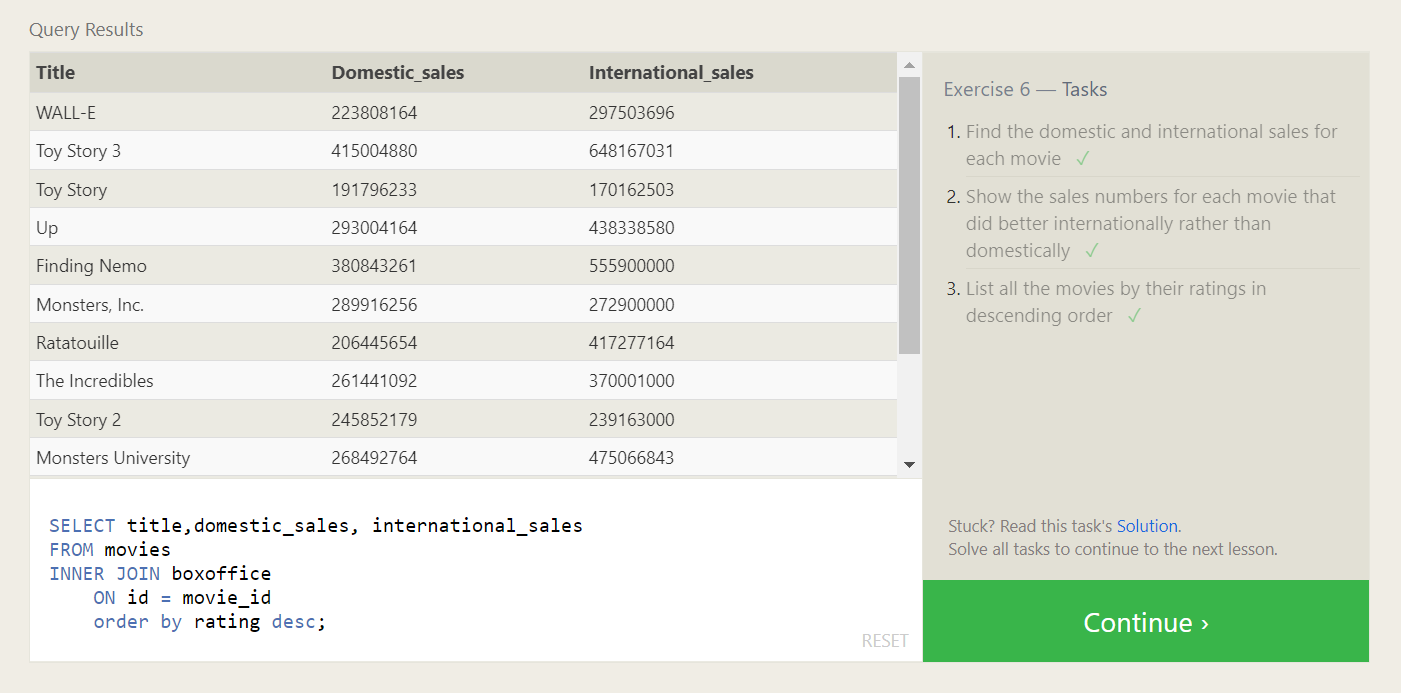 Query Results
Title Domestic_sales International_sales
WALL-E 223808164 297503696
Toy Story 3 415004880 648167031
Toy Story 191796233 170162503
Up 293004164 438338580
Finding Nemo 380843261 555900000
Monsters, Inc. 289916256 272900000
Ratatouille 206445654 417277164
The Incredibles 261441092 370001000
Toy Story 2 245852179 239163000
Monsters University 268492764 475066843
SELECT title,domestic_sales, international_sales
FROM movies
INNER JOIN boxoffice
ON id = movie_id
order by rating desc;
RESET
Exercise 6 — Tasks
1. Find the domestic and international sales for
each movie ✓
2. Show the sales numbers for each movie that
did better internationally rather than
domestically ✓
3. List all the movies by their ratings in
descending order ✓
Stuck? Read this task's Solution.
Solve all tasks to continue to the next lesson.
Continue ›